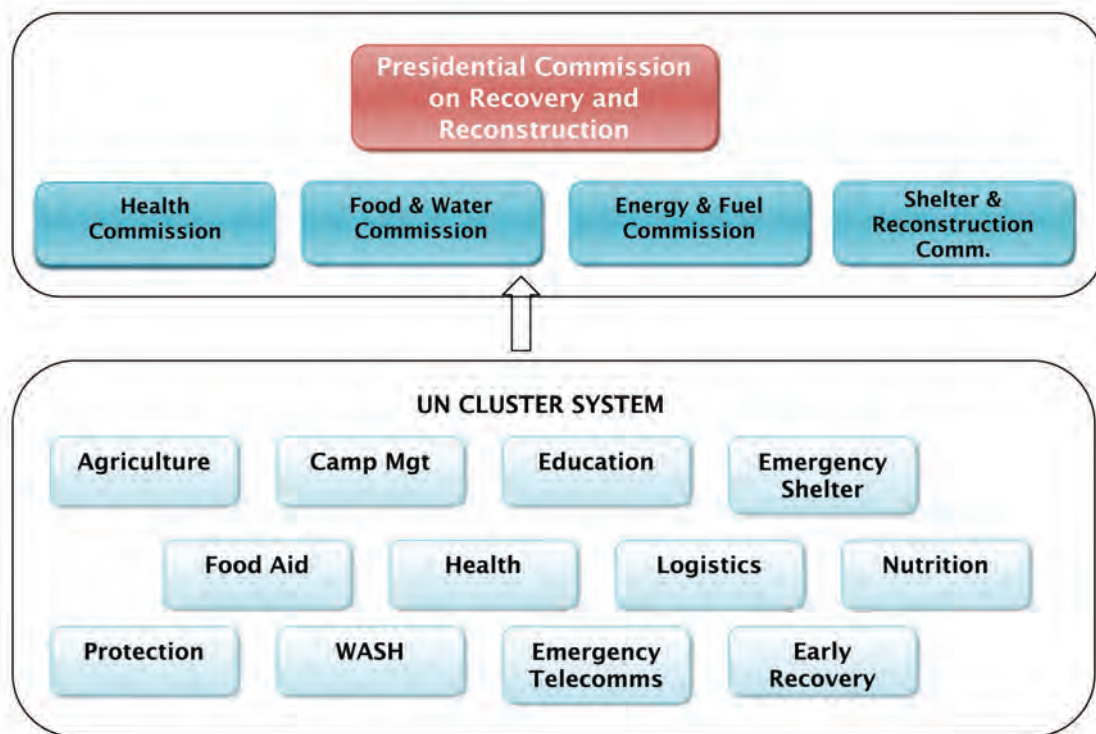 Presidential Commission
on Recovery and
Reconstruction
Health
Commission
Food & Water
Commission
Energy & Fuel
Commission
Shelter &
Reconstruction
Comm.
UN CLUSTER SYSTEM
Agriculture
Camp Mgt
Education
Emergency
Shelter
Food Aid
Health
Logistics
Nutrition
Protection
WASH
Emergency
Telecomms
Early
Recovery